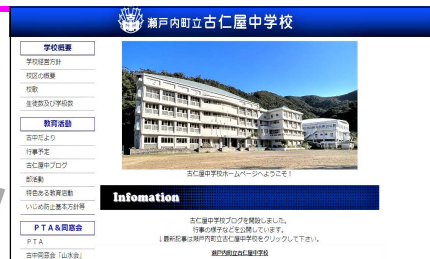 瀬戸内町立古仁屋中学校
学校概要
学校経営方針
校区の概要
校歌
生徒数及び学級数
教育活動
古中だより
行事予定
古仁屋中ブログ
部活動
特色ある教育活動
いじめ防止基本方針等
PTA&同窓会
PTA
古中同窓会「山水会」
古仁屋中学校ホームページへようこそ!
Infomation
古仁屋中学校ブログを開設しました。
行事の様子などを公開しています。
↓最新記事は瀬戸内町立古仁屋中学校をクリックして下さい。
瀬戸内町立古仁屋中学校